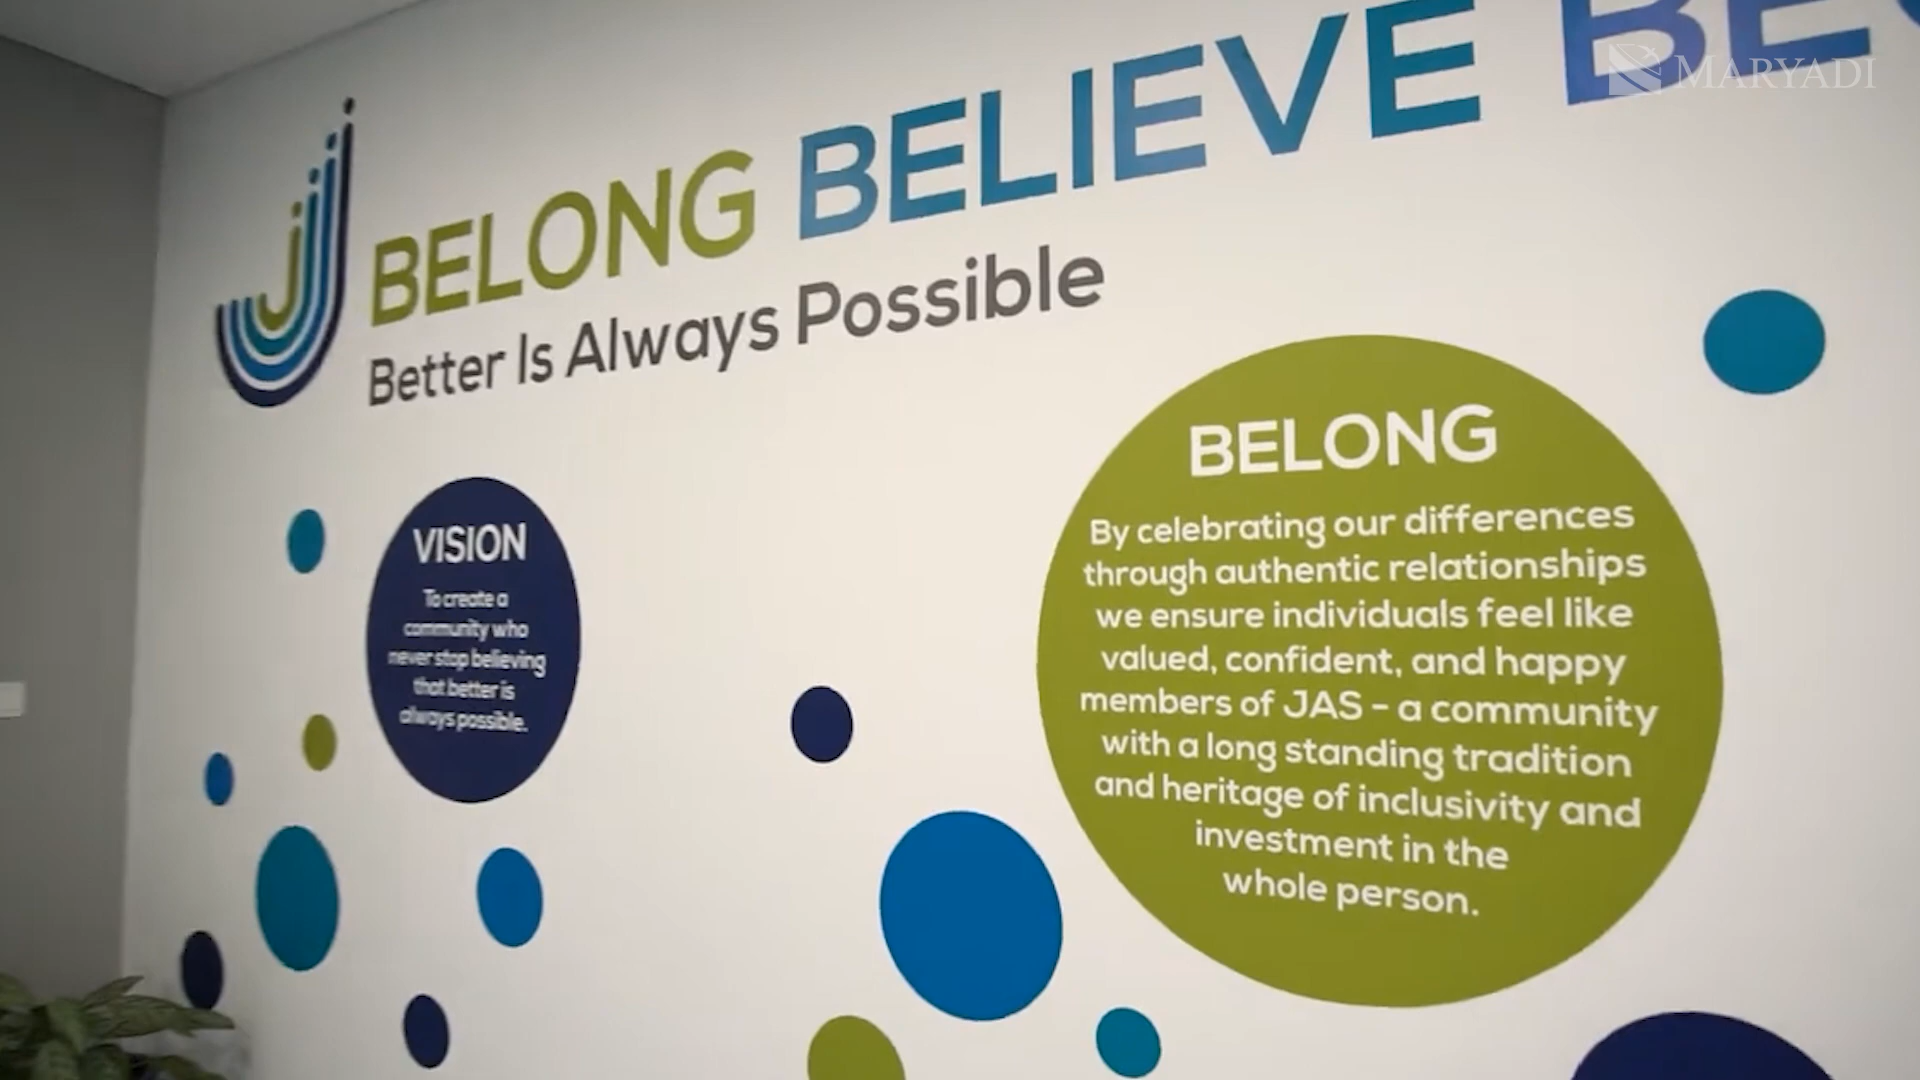 BELONG BELIEVE
Better Is Always Possible
MARYADI
VISION
To create a
community who
never stop believing
that better is
always possible.
BELONG
By celebrating our differences
through authentic relationships
we ensure individuals feel like
valued, confident, and happy
members of JAS - a community
with a long standing tradition
and heritage of inclusivity and
investment in the
whole person.